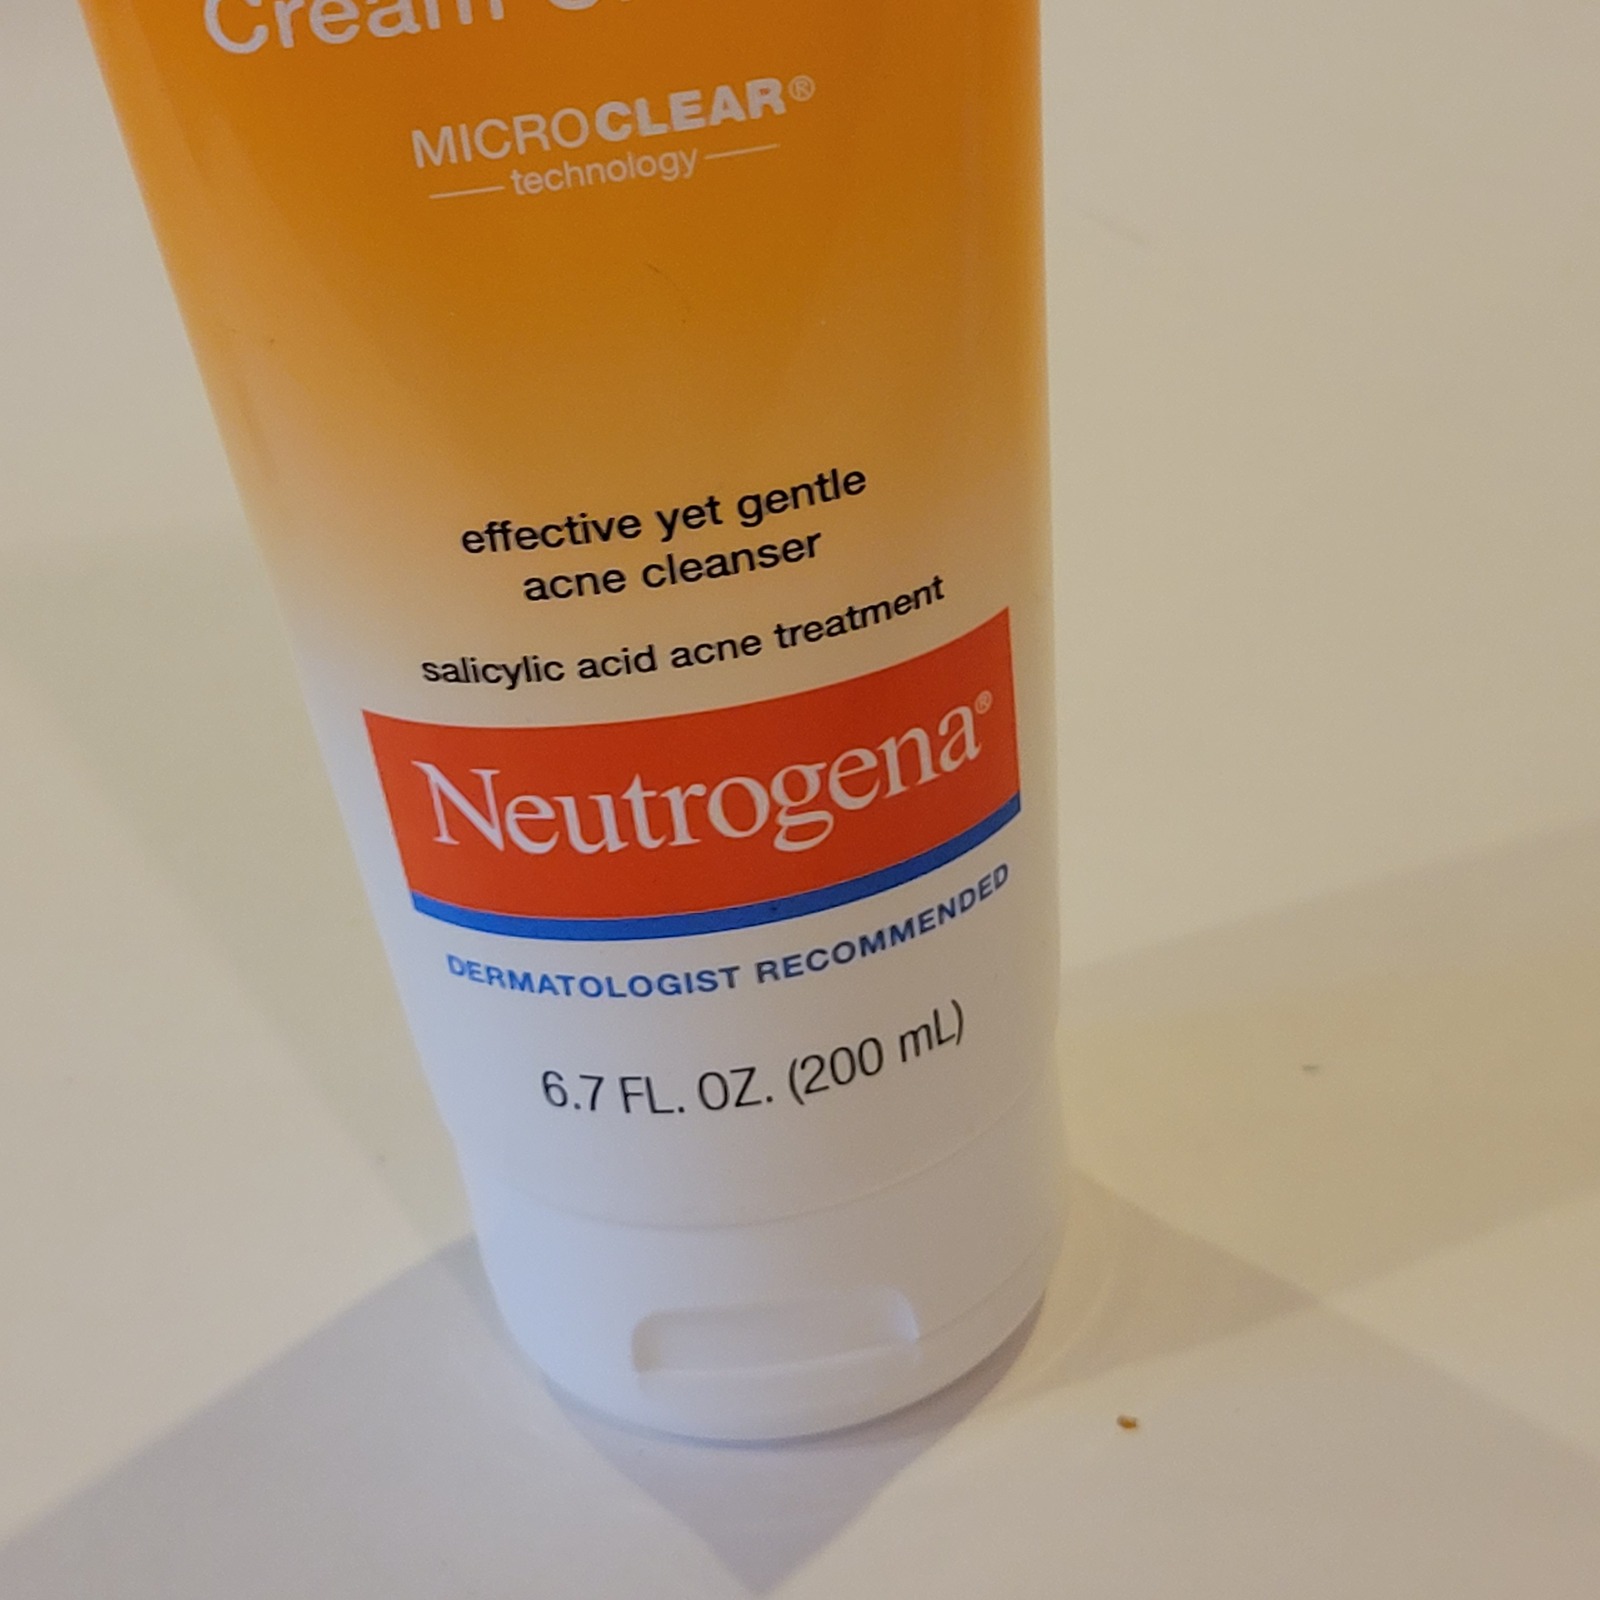 Cream
MICROCLEAR®
technology
effective yet gentle
acne cleanser
salicylic acid acne treatment
Neutrogena®
DERMATOLOGIST RECOMMENDED
6.7 FL. OZ. (200 mL)